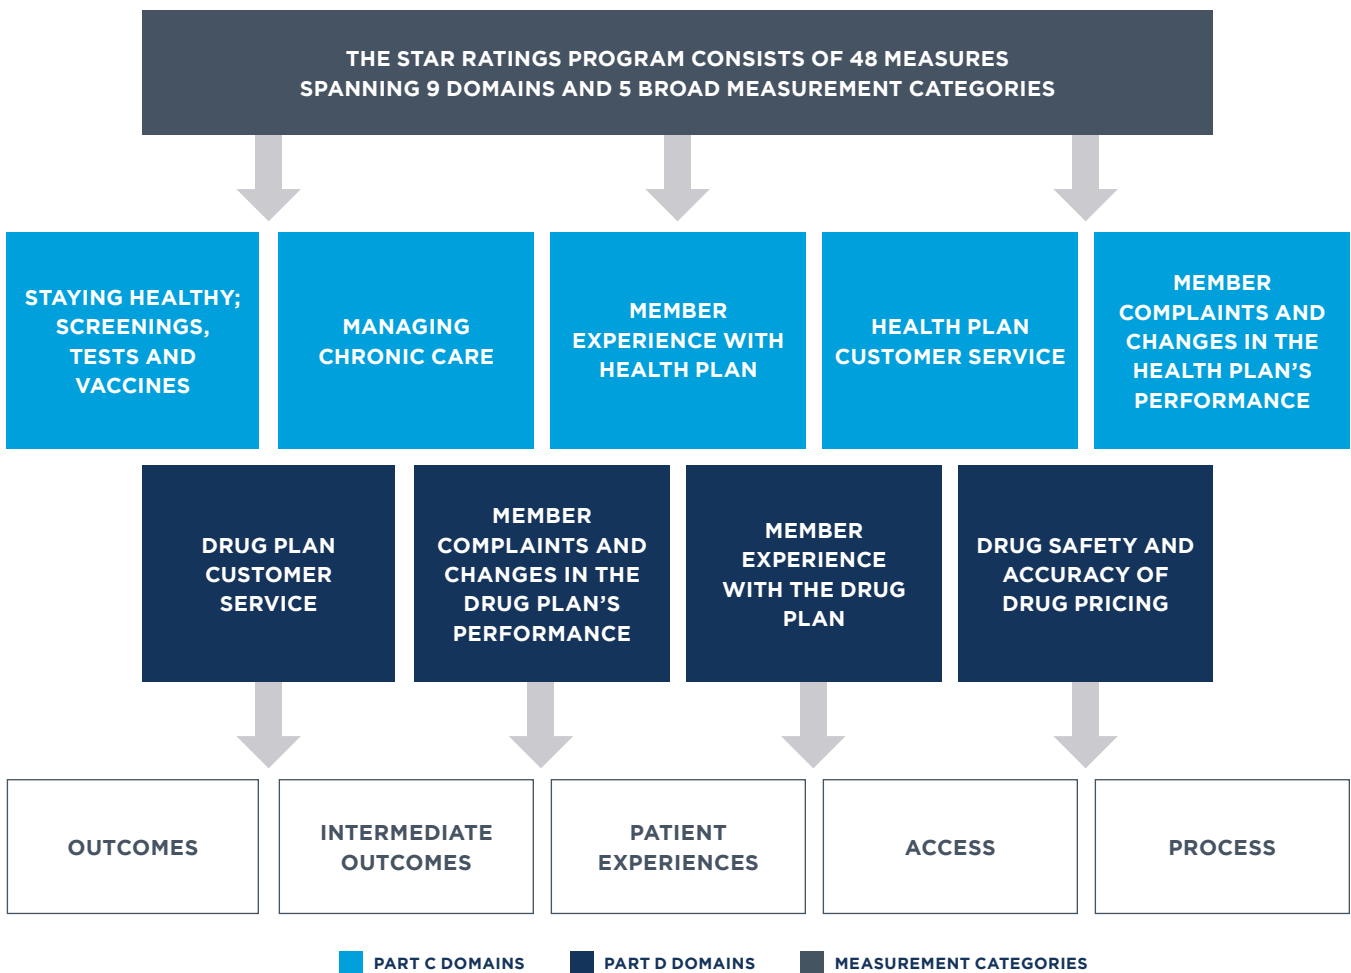 THE STAR RATINGS PROGRAM CONSISTS OF 48 MEASURES
SPANNING 9 DOMAINS AND 5 BROAD MEASUREMENT CATEGORIES
STAYING HEALTHY;
SCREENINGS,
TESTS AND
VACCINES
MANAGING
CHRONIC CARE
MEMBER
EXPERIENCE WITH
HEALTH PLAN
HEALTH PLAN
CUSTOMER SERVICE
MEMBER
COMPLAINTS AND
CHANGES IN THE
HEALTH PLAN’S
PERFORMANCE
DRUG PLAN
CUSTOMER
SERVICE
MEMBER
COMPLAINTS AND
CHANGES IN THE
DRUG PLAN’S
PERFORMANCE
MEMBER
EXPERIENCE
WITH THE DRUG
PLAN
DRUG SAFETY AND
ACCURACY OF
DRUG PRICING
OUTCOMES
INTERMEDIATE
OUTCOMES
PATIENT
EXPERIENCES
ACCESS
PROCESS
PART C DOMAINS
PART D DOMAINS
MEASUREMENT CATEGORIES